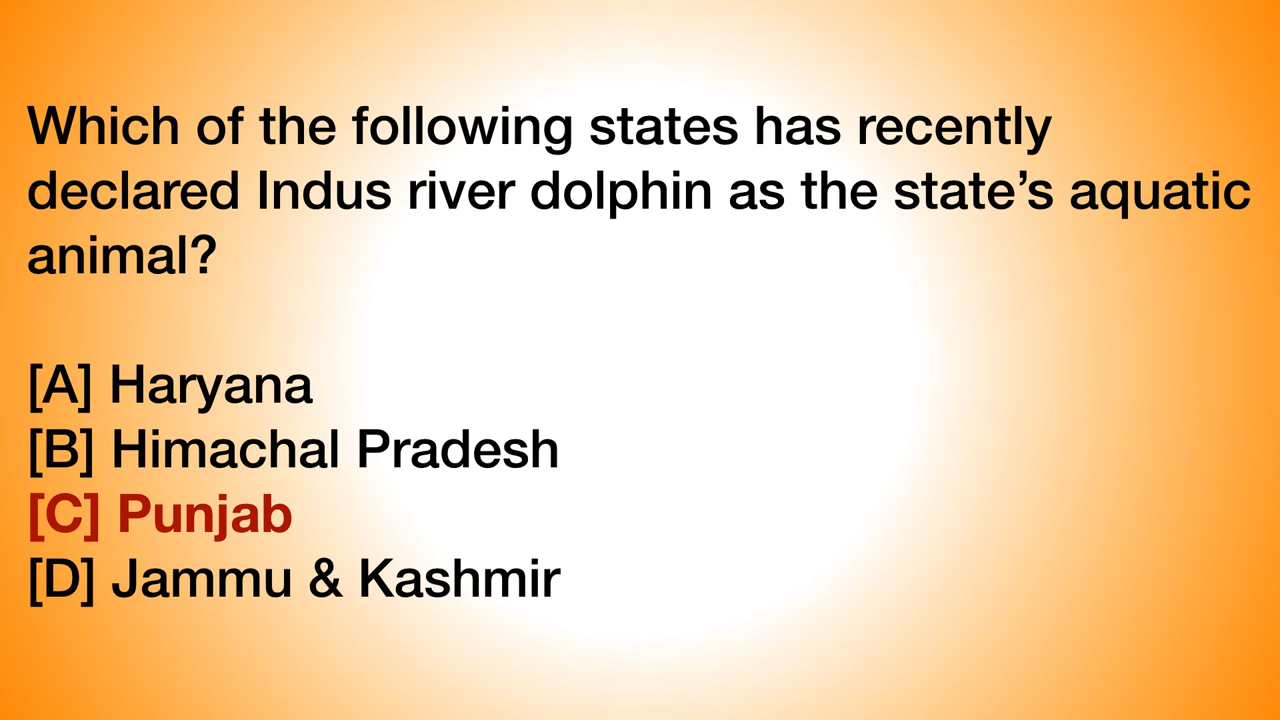 Which of the following states has recently
declared Indus river dolphin as the state’s aquatic
animal?
[A] Haryana
[B] Himachal Pradesh
[C] Punjab
[D] Jammu & Kashmir